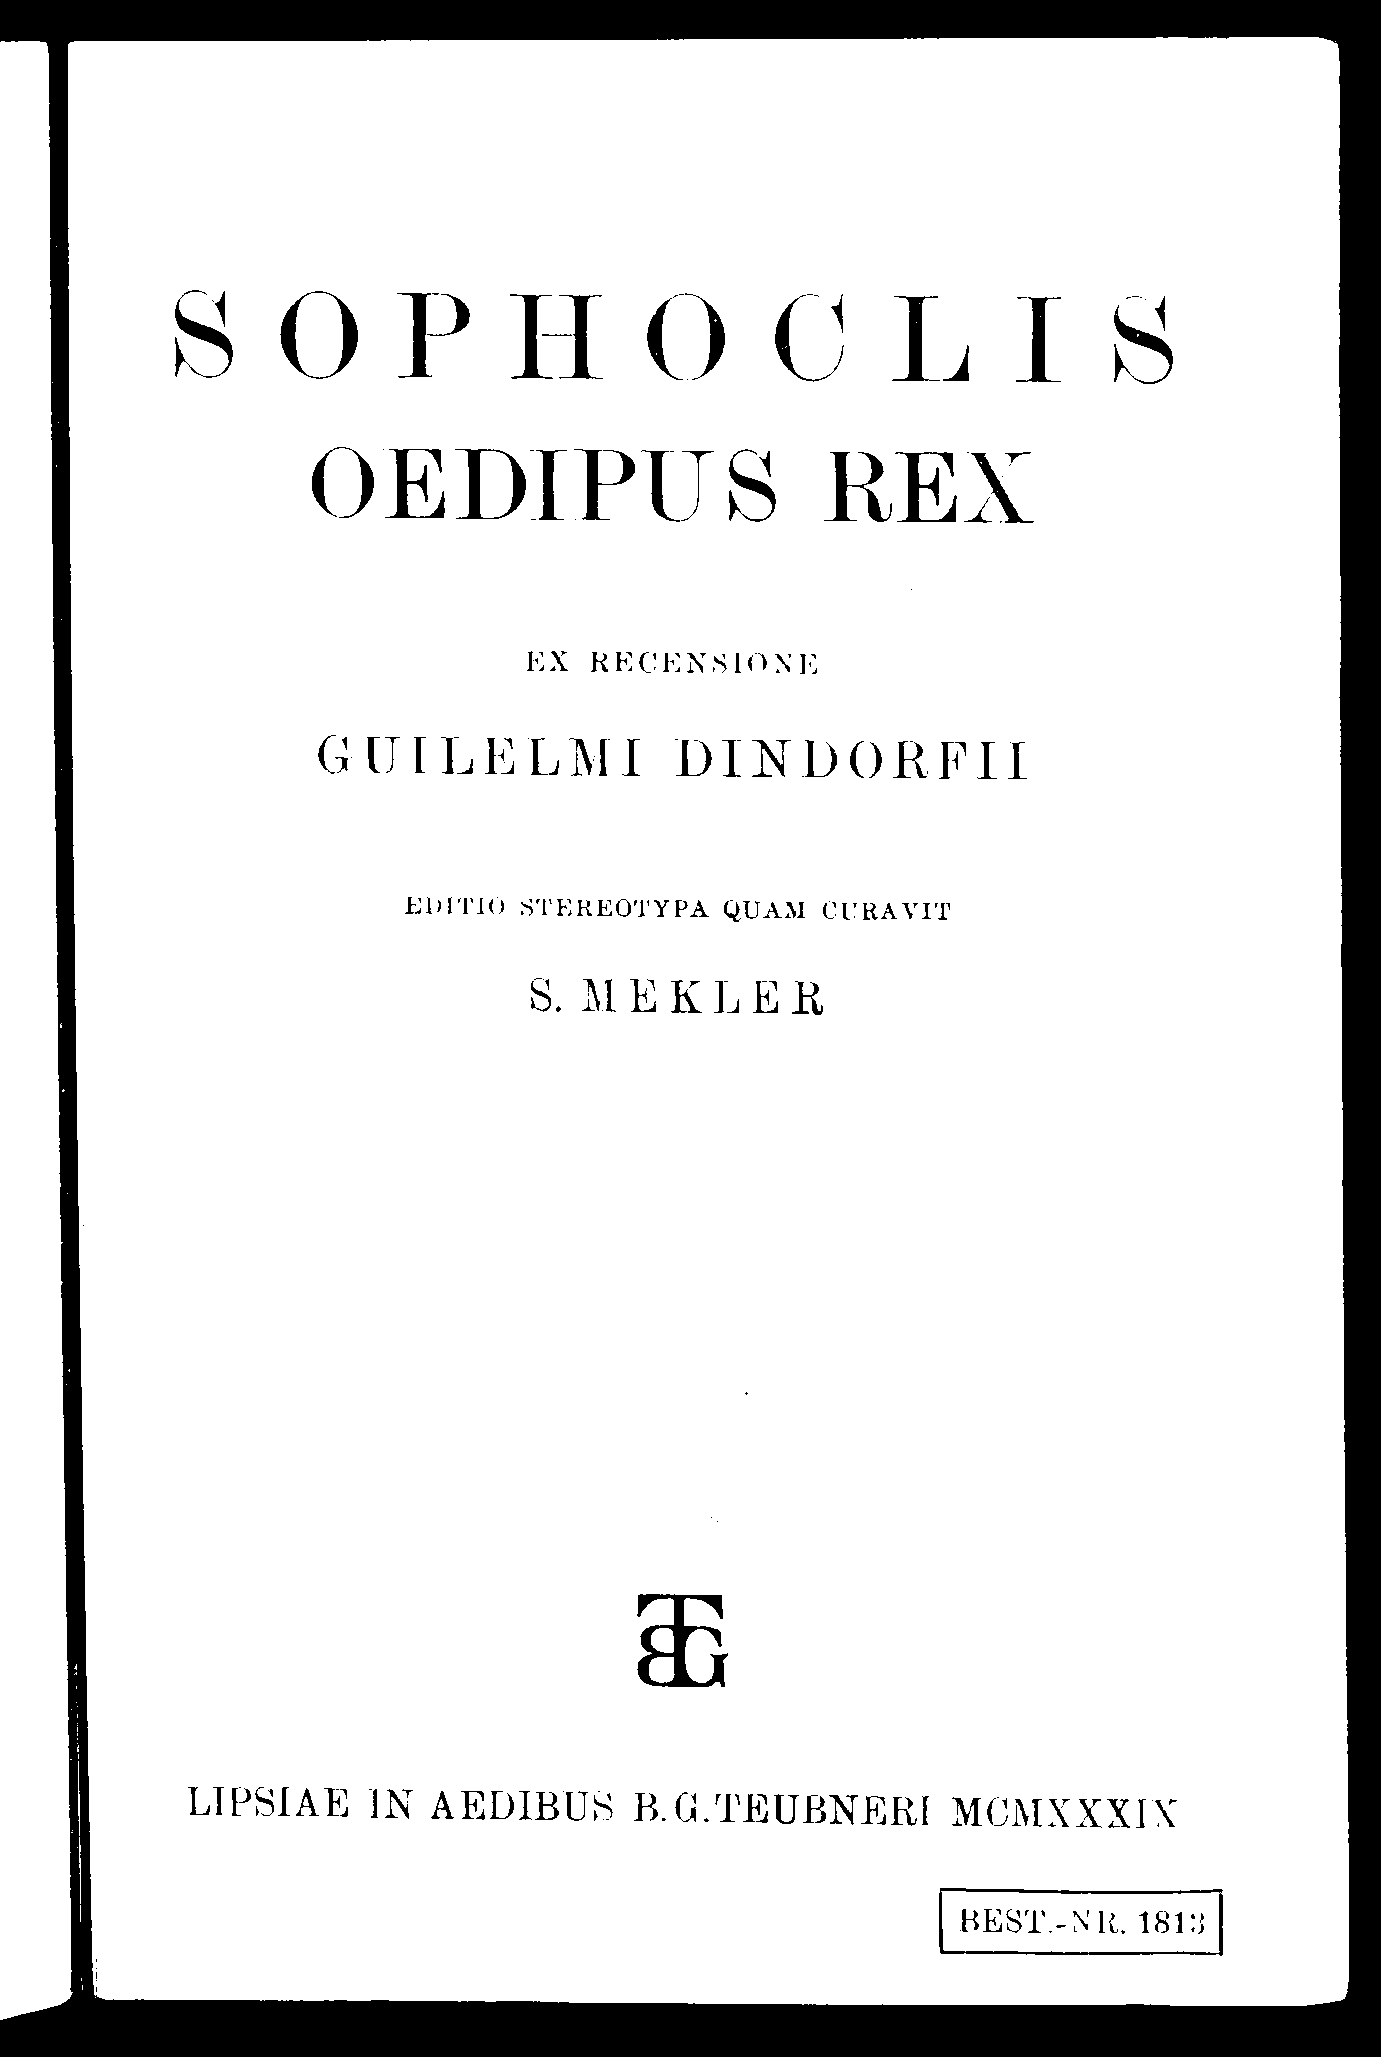 SOPHOCLIS
OEDIPUS REX
EX RECENSIONE
GUILELMI DINDORFII
EDITIO STEREOTYPA QUAM CURAVIT
S. MEKLER
BTG
LIPSIAE IN AEDIBUS B.G.TEUBNERI MCMXXXIX
BEST.-NR. 1813